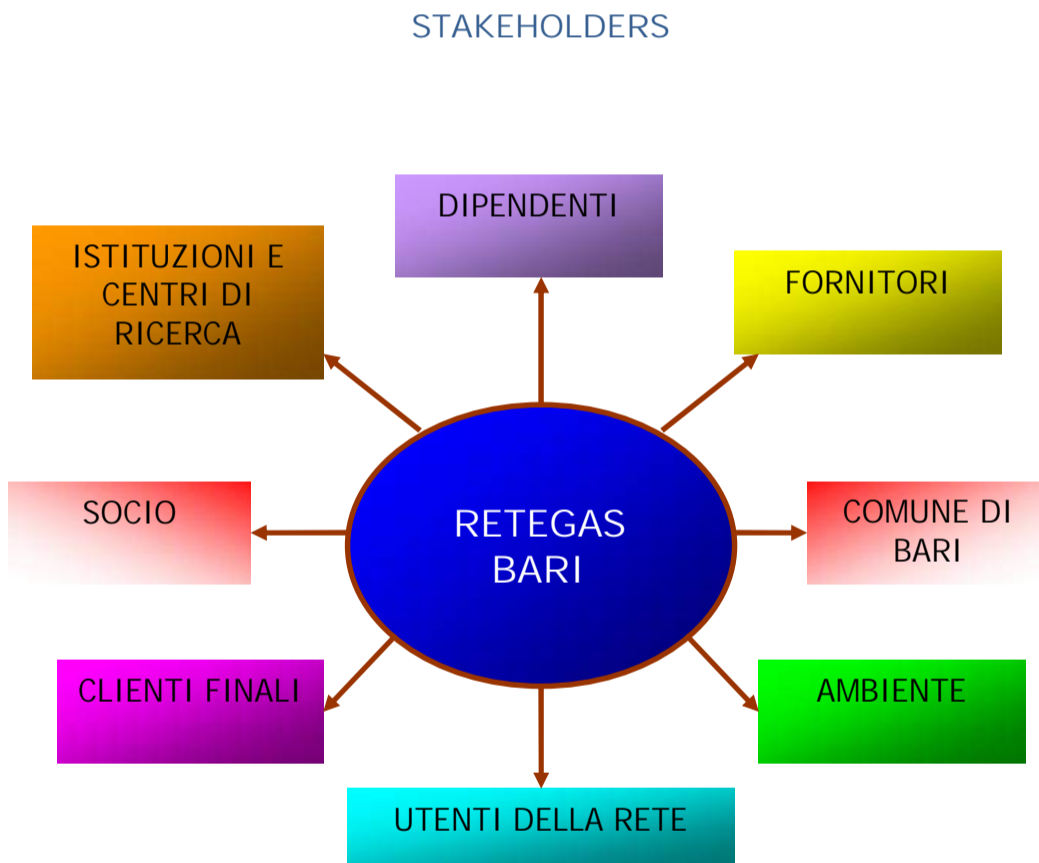 STAKEHOLDERS
DIPENDENTI
ISTITUZIONI E
CENTRI DI
RICERCA
FORNITORI
SOCIO
RETEGAS
BARI
COMUNE DI
BARI
CLIENTI FINALI
AMBIENTE
UTENTI DELLA RETE